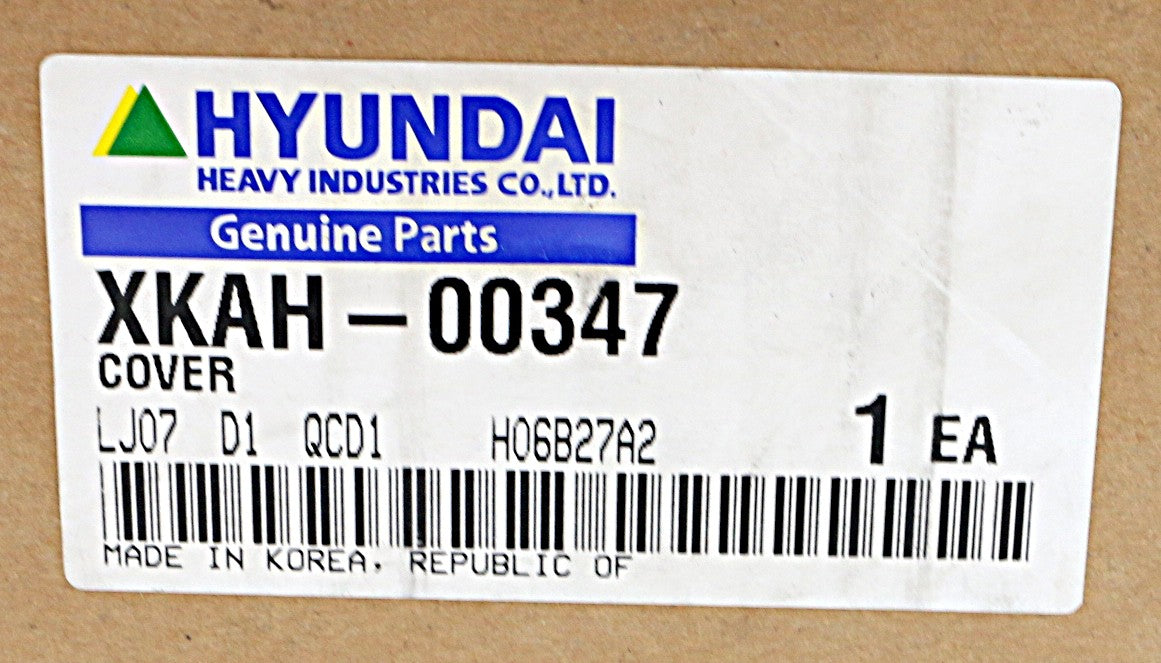 HYUNDAI
HEAVY INDUSTRIES CO.,LTD.
Genuine Parts
XKAH-00347
COVER
LJ07 D1 QCD1 H06B27A2 1 EA
MADE IN KOREA, REPUBLIC OF